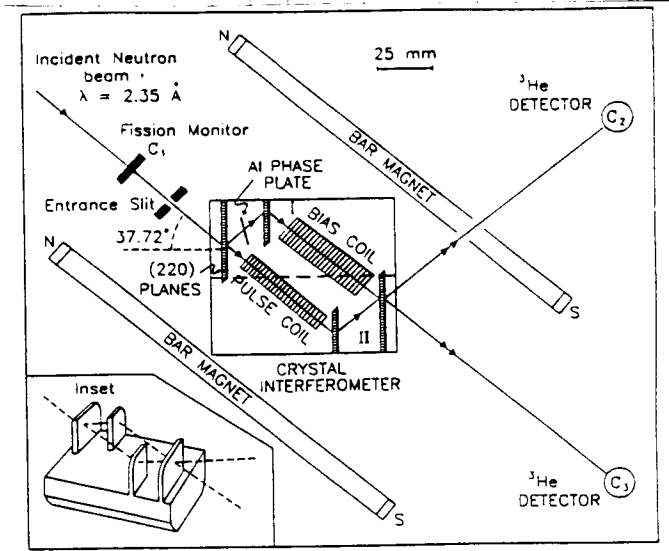 N
25 mm
Incident Neutron
beam
λ = 2.35 Å
³He
DETECTOR
C₂
Fission Monitor
C₁
BAR MAGNET
Al PHASE
PLATE
Entrance Slit
BIAS COIL
37.72°
N
(220)
PLANES
PULSE COIL
S
II
BAR MAGNET
CRYSTAL
INTERFEROMETER
Inset
³He
DETECTOR
C₃
S